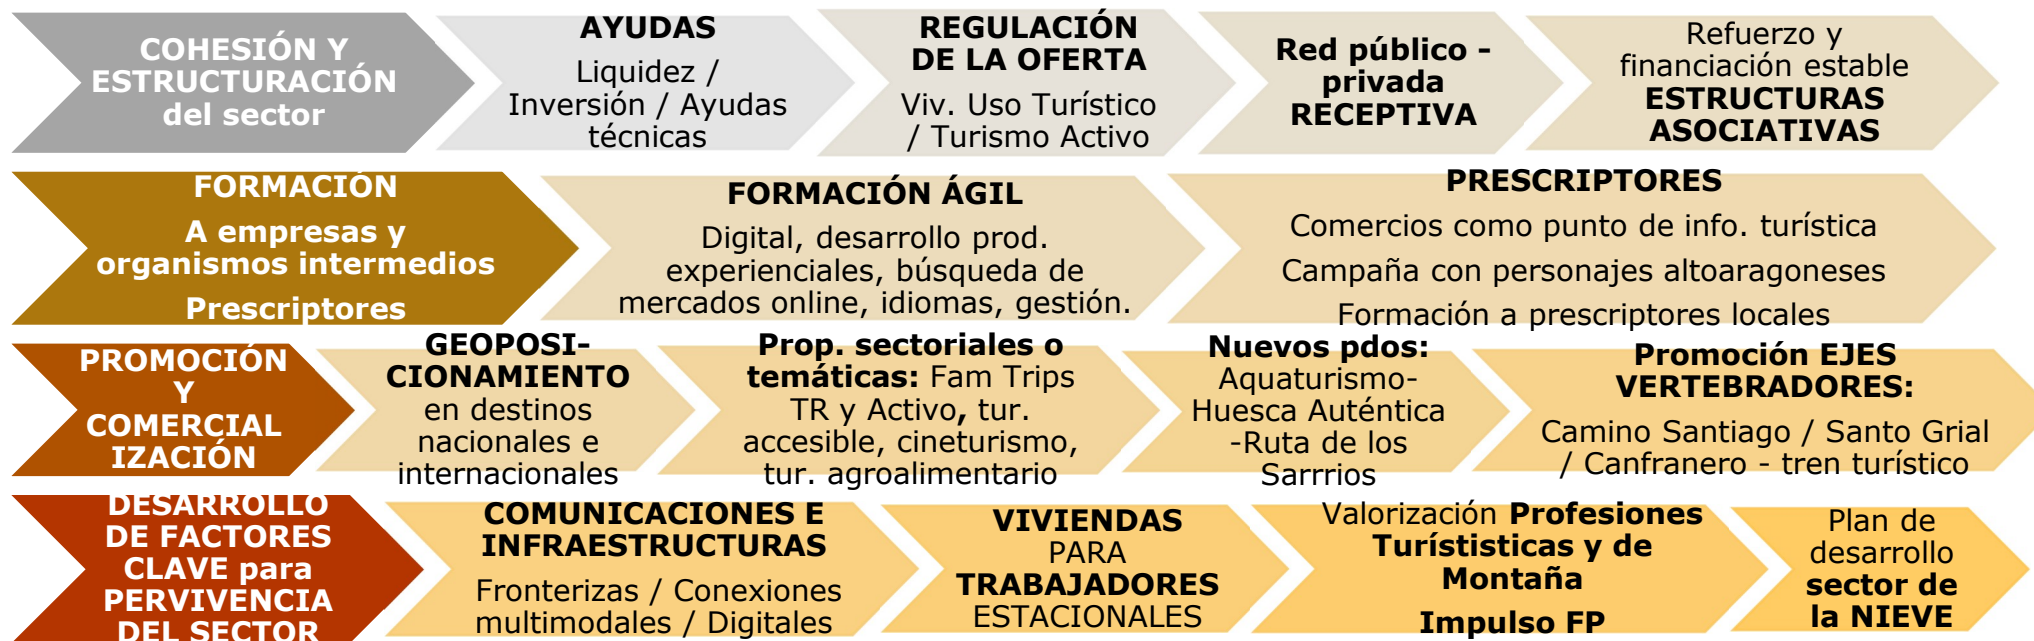 COHESIÓN Y
ESTRUCTURACIÓN
del sector
AYUDAS
Liquidez /
Inversión / Ayudas
técnicas
REGULACIÓN
DE LA OFERTA
Viv. Uso Turístico
/ Turismo Activo
Red público -
privada
RECEPTIVA
Refuerzo y
financiación estable
ESTRUCTURAS
ASOCIATIVAS
FORMACIÓN
A empresas y
organismos intermedios
Prescriptores
FORMACIÓN ÁGIL
Digital, desarrollo prod.
experienciales, búsqueda de
mercados online, idiomas, gestión.
PRESCRIPTORES
Comercios como punto de info. turística
Campaña con personajes altoaragoneses
Formación a prescriptores locales
PROMOCIÓN
Y
COMERCIAL
IZACIÓN
GEOPOSI-
CIONAMIENTO
en destinos
nacionales e
internacionales
Prop. sectoriales o
temáticas: Fam Trips
TR y Activo, tur.
accesible, cineturismo,
tur. agroalimentario
Nuevos pdos:
Aquaturismo-
Huesca Auténtica
-Ruta de los
Sarrrios
Promoción EJES
VERTEBRADORES:
Camino Santiago / Santo Grial
/ Canfranero - tren turístico
DESARROLLO
DE FACTORES
CLAVE para
PERVIVENCIA
DEL SECTOR
COMUNICACIONES E
INFRAESTRUCTURAS
Fronterizas / Conexiones
multimodales / Digitales
VIVIENDAS
PARA
TRABAJADORES
ESTACIONALES
Valorización Profesiones
Turístisticas y de
Montaña
Impulso FP
Plan de
desarrollo
sector de
la NIEVE